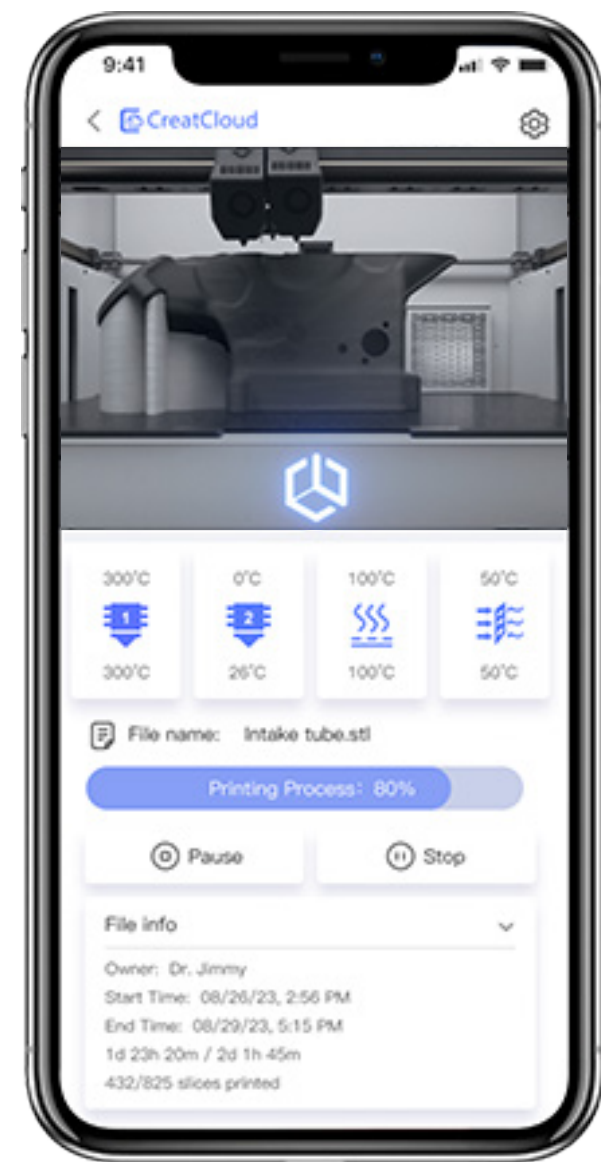 9:41
CreatCloud
300°C 0°C 100°C 50°C
1 2
300°C 26°C 100°C 50°C
File name: Intake tube.stl
Printing Process: 80%
Pause Stop
File info
Owner: Dr. Jimmy
Start Time: 08/26/23, 2:56 PM
End Time: 08/29/23, 5:15 PM
1d 23h 20m / 2d 1h 45m
432/825 slices printed